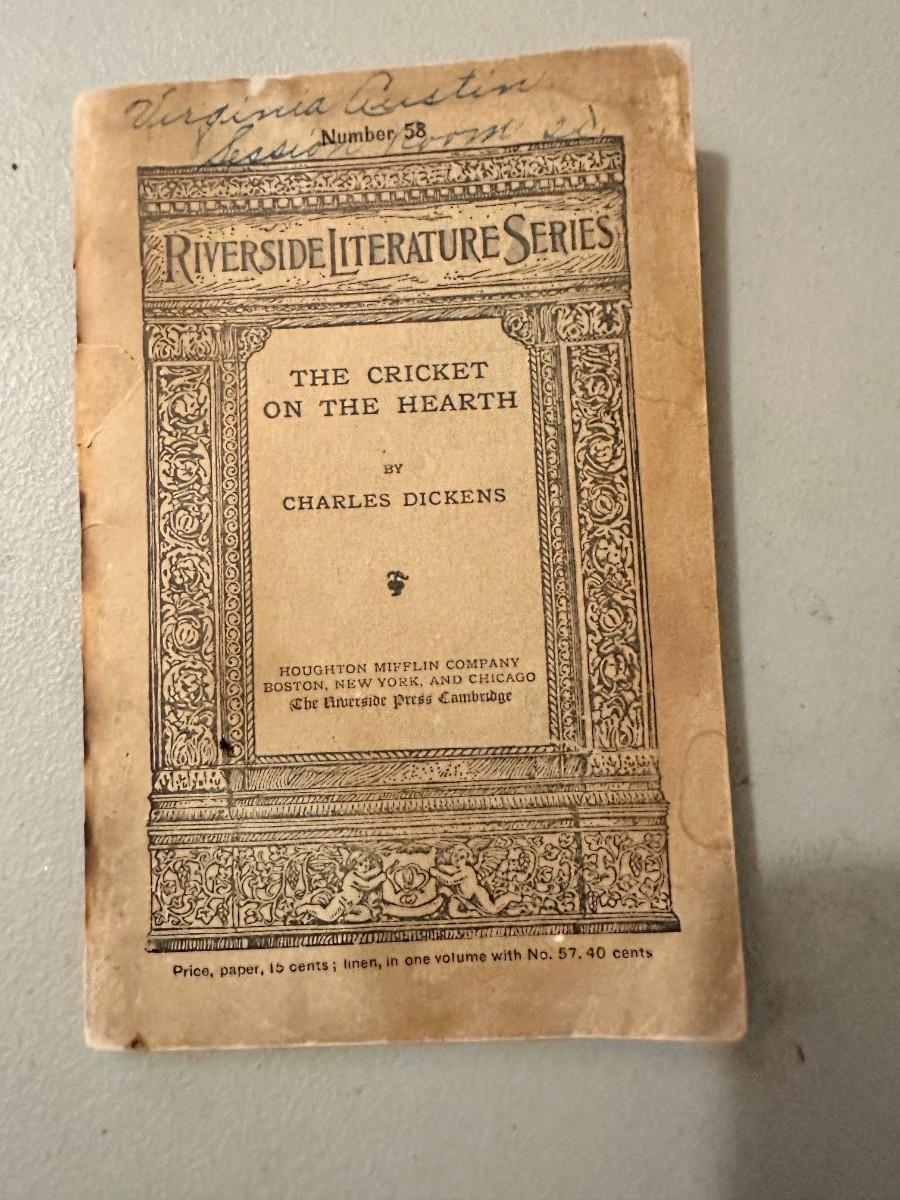 Virginia Austin
Number 58
Session Room
RIVERSIDE LITERATURE SERIES
THE CRICKET
ON THE HEARTH
BY
CHARLES DICKENS
HOUGHTON MIFFLIN COMPANY
BOSTON, NEW YORK, AND CHICAGO
The Riverside Press Cambridge
Price, paper, 15 cents; linen, in one volume with No. 57, 40 cents